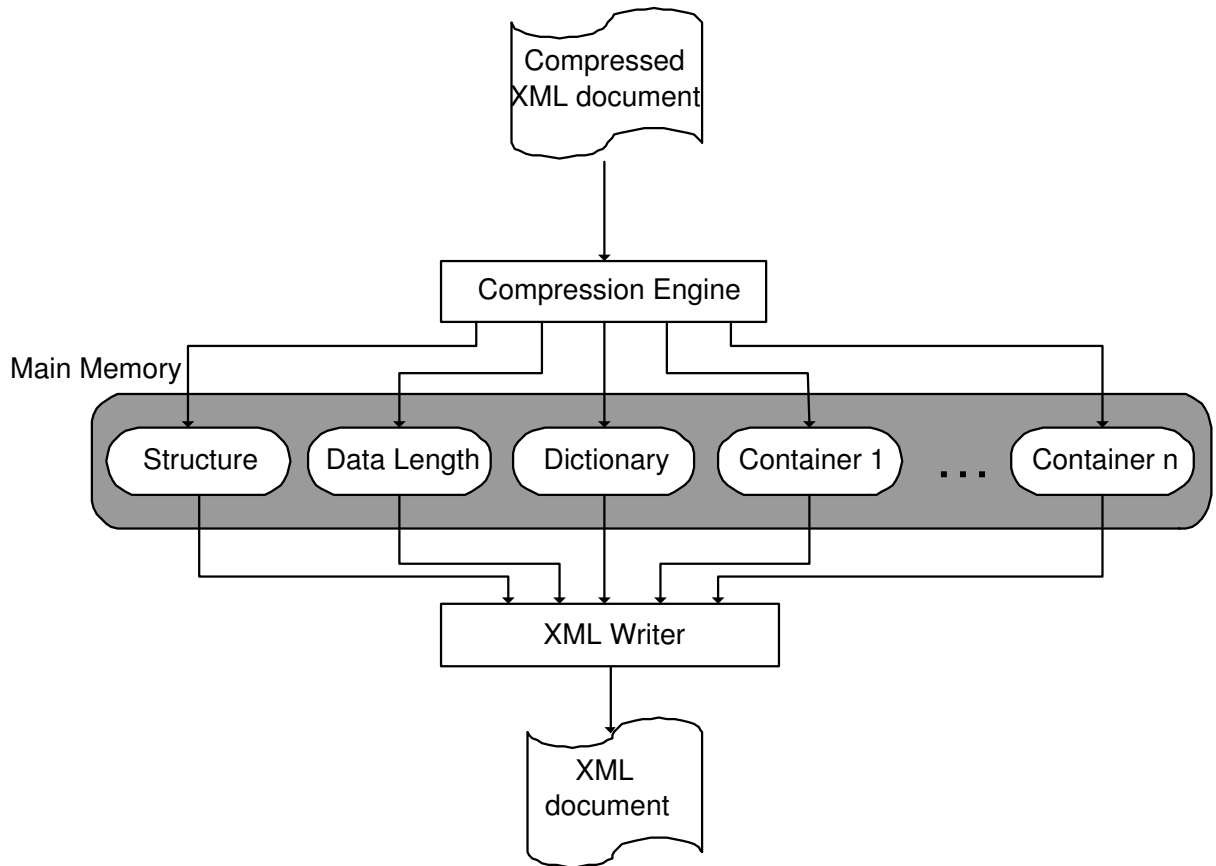 Compressed
XML document
Compression Engine
Main Memory
Structure
Data Length
Dictionary
Container 1
...
Container n
XML Writer
XML
document